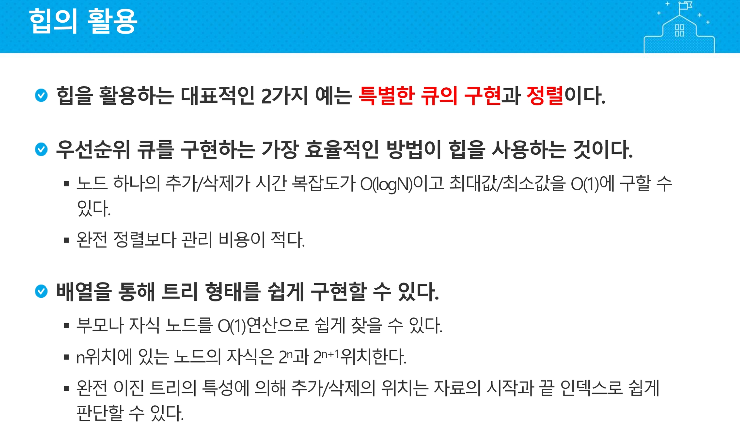 힙의 활용
힙을 활용하는 대표적인 2가지 예는 특별한 큐의 구현과 정렬이다.
우선순위 큐를 구현하는 가장 효율적인 방법이 힙을 사용하는 것이다.
▪ 노드 하나의 추가/삭제가 시간 복잡도가 O(logN)이고 최대값/최소값을 O(1)에 구할 수
있다.
▪ 완전 정렬보다 관리 비용이 적다.
배열을 통해 트리 형태를 쉽게 구현할 수 있다.
▪ 부모나 자식 노드를 O(1)연산으로 쉽게 찾을 수 있다.
▪ n위치에 있는 노드의 자식은 2ⁿ과 2ⁿ⁺¹위치한다.
▪ 완전 이진 트리의 특성에 의해 추가/삭제의 위치는 자료의 시작과 끝 인덱스로 쉽게
판단할 수 있다.